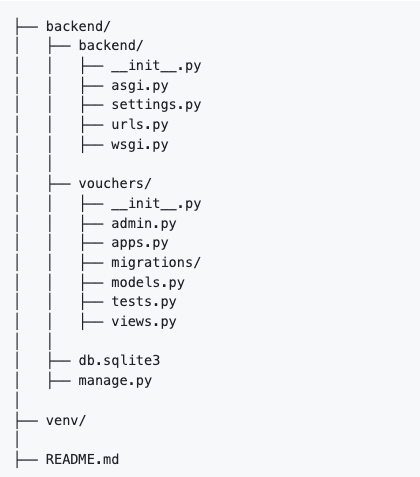 ├── backend/
│   ├── backend/
│   │   ├── __init__.py
│   │   ├── asgi.py
│   │   ├── settings.py
│   │   ├── urls.py
│   │   ├── wsgi.py
│   │
│   ├── vouchers/
│   │   ├── __init__.py
│   │   ├── admin.py
│   │   ├── apps.py
│   │   ├── migrations/
│   │   ├── models.py
│   │   ├── tests.py
│   │   ├── views.py
│   │
│   ├── db.sqlite3
│   ├── manage.py
│
├── venv/
│
├── README.md